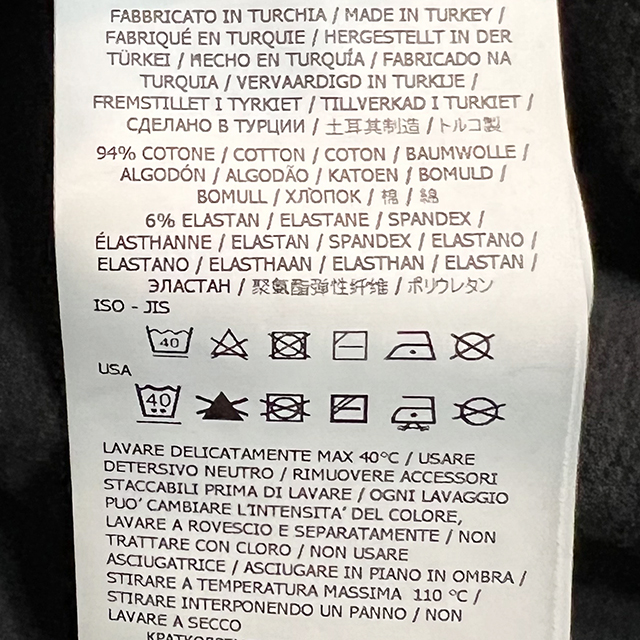 FABBRICATO IN TURCHIA / MADE IN TURKEY /
FABRIQUÉ EN TURQUIE / HERGESTELLT IN DER
TÜRKEI / HECHO EN TURQUÍA / FABRICADO NA
TURQUIA / VERVAARDIGD IN TURKIJE /
FREMSTILLET I TYRKIET / TILLVERKAD I TURKIET /
СДЕЛАНО В ТУРЦИИ / 土耳其制造 / トルコ製
94% COTONE / COTTON / COTON / BAUMWOLLE /
ALGODÓN / ALGODÃO / KATOEN / BOMULD /
BOMULL / ХЛОПОК / 棉 / 綿
6% ELASTAN / ELASTANE / SPANDEX /
ÉLASTHANNE / ELASTAN / SPANDEX / ELASTANO /
ELASTANO / ELASTHAAN / ELASTHAN / ELASTAN /
ЭЛАСТАН / 聚氨酯弹性纤维 / ポリウレタン
ISO - JIS
40
USA
40
LAVARE DELICATAMENTE MAX 40°C / USARE
DETERSIVO NEUTRO / RIMUOVERE ACCESSORI
STACCABILI PRIMA DI LAVARE / OGNI LAVAGGIO
PUO' CAMBIARE L'INTENSITA' DEL COLORE,
LAVARE A ROVESCIO E SEPARATAMENTE / NON
TRATTARE CON CLORO / NON USARE
ASCIUGATRICE / ASCIUGARE IN PIANO IN OMBRA /
STIRARE A TEMPERATURA MASSIMA 110 °C /
STIRARE INTERPONENDO UN PANNO / NON
LAVARE A SECCO